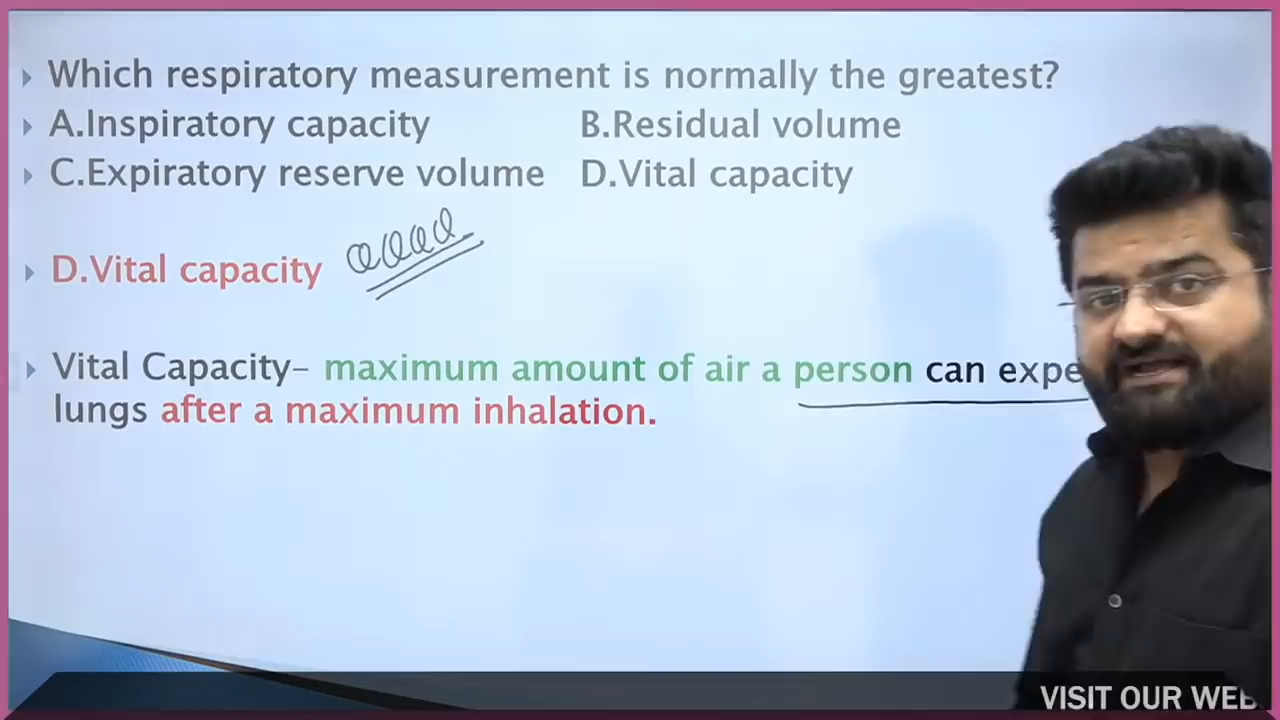 Which respiratory measurement is normally the greatest?
A.Inspiratory capacity B.Residual volume
C.Expiratory reserve volume D.Vital capacity
D.Vital capacity
Vital Capacity- maximum amount of air a person can expe
lungs after a maximum inhalation.
VISIT OUR WEB